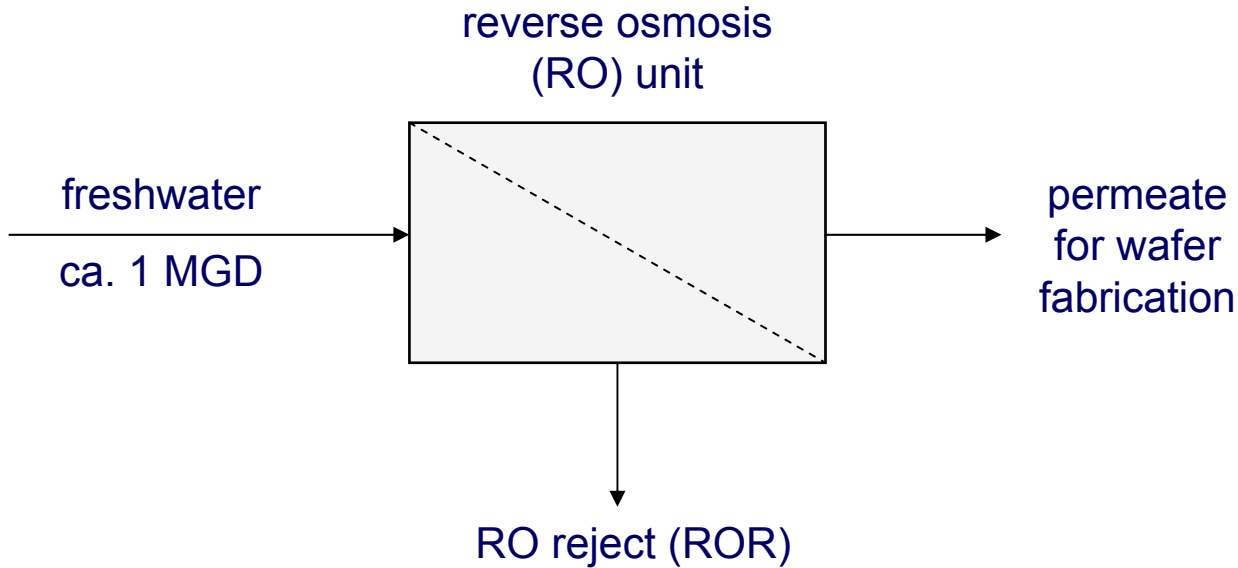 reverse osmosis
(RO) unit
freshwater
ca. 1 MGD
permeate
for wafer
fabrication
RO reject (ROR)